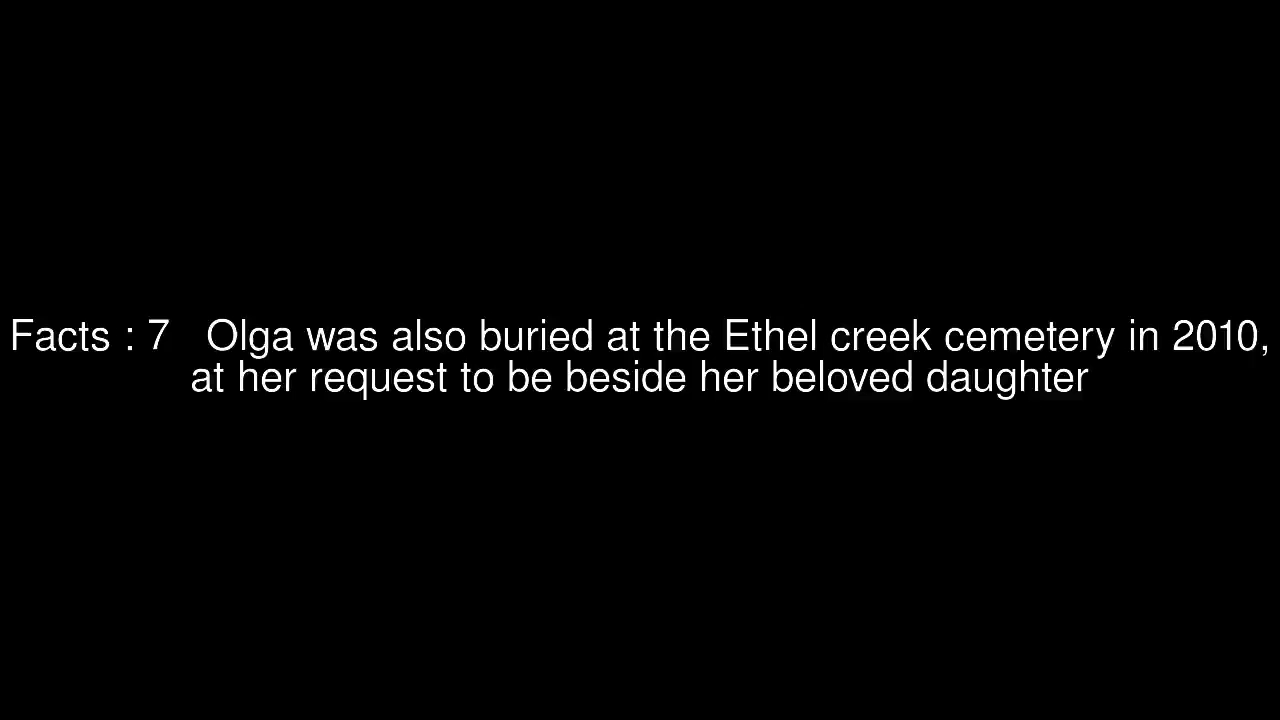 Facts : 7   Olga was also buried at the Ethel creek cemetery in 2010,
at her request to be beside her beloved daughter